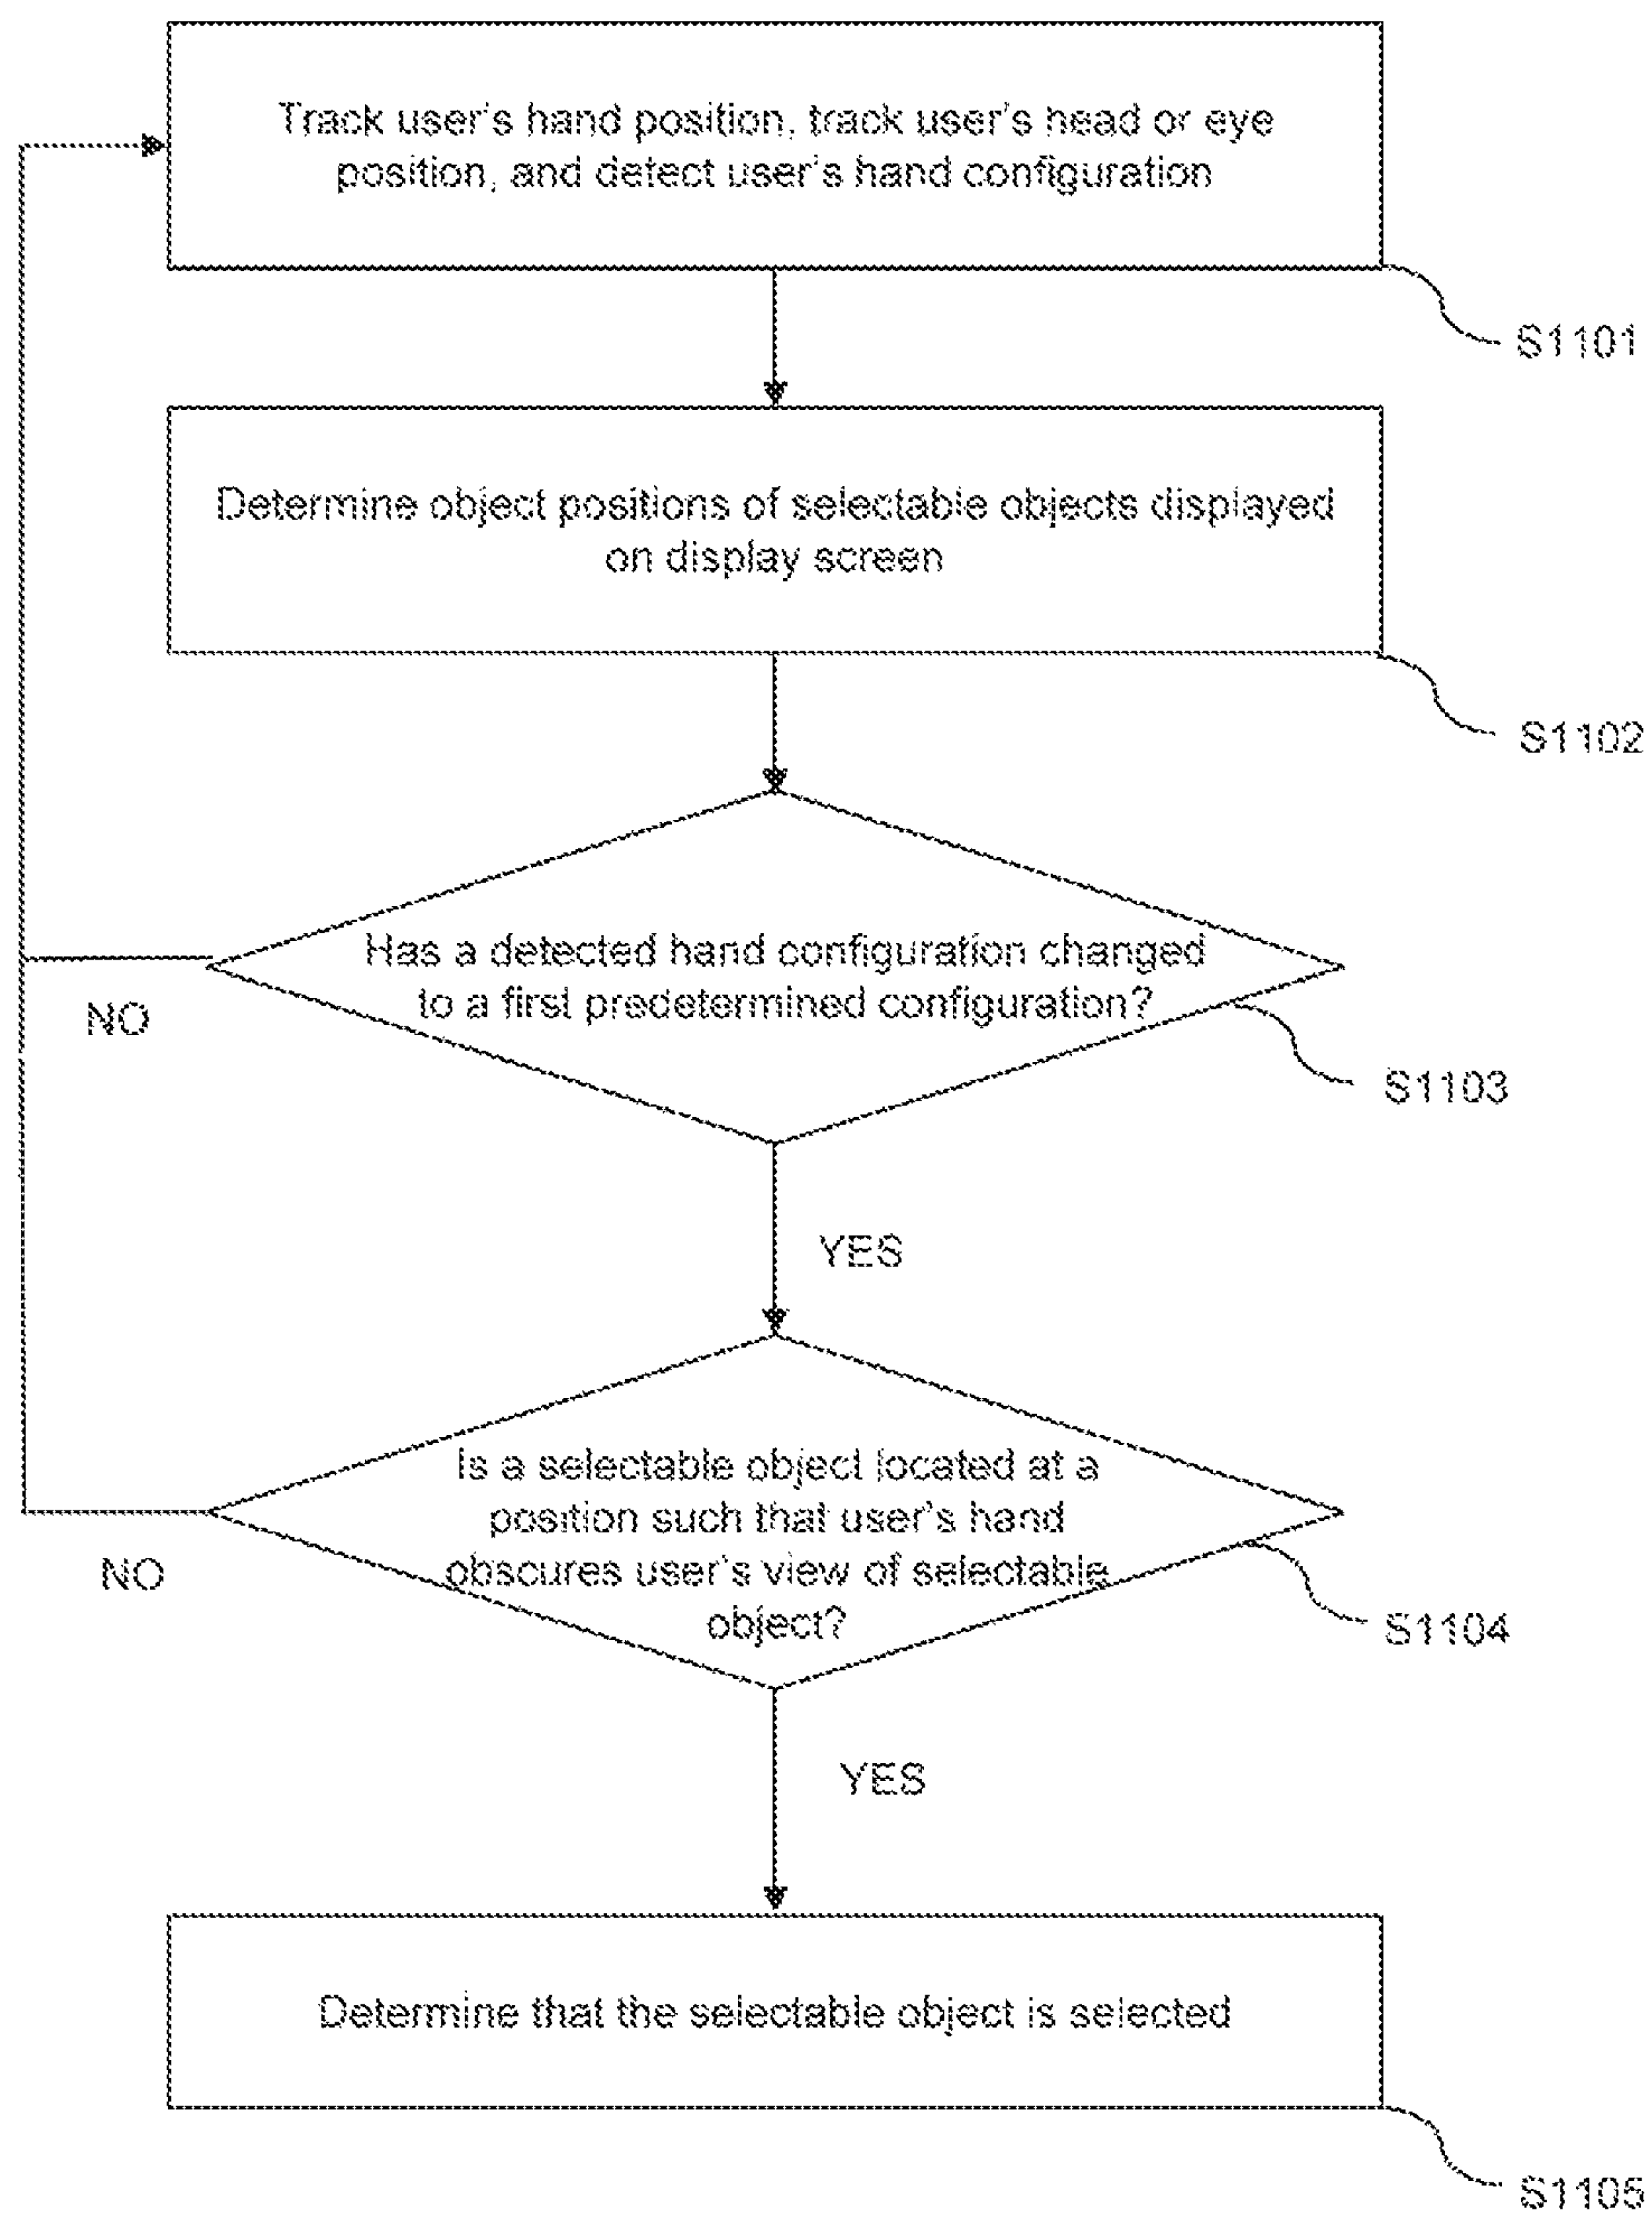 Track user's hand position, track user's head or eye
position, and detect user's hand configuration
S1101
Determine object positions of selectable objects displayed
on display screen
S1102
Has a detected hand configuration changed
to a first predetermined configuration?
NO
S1103
YES
Is a selectable object located at a
position such that user's hand
obscures user's view of selectable
object?
NO
S1104
YES
Determine that the selectable object is selected
S1105